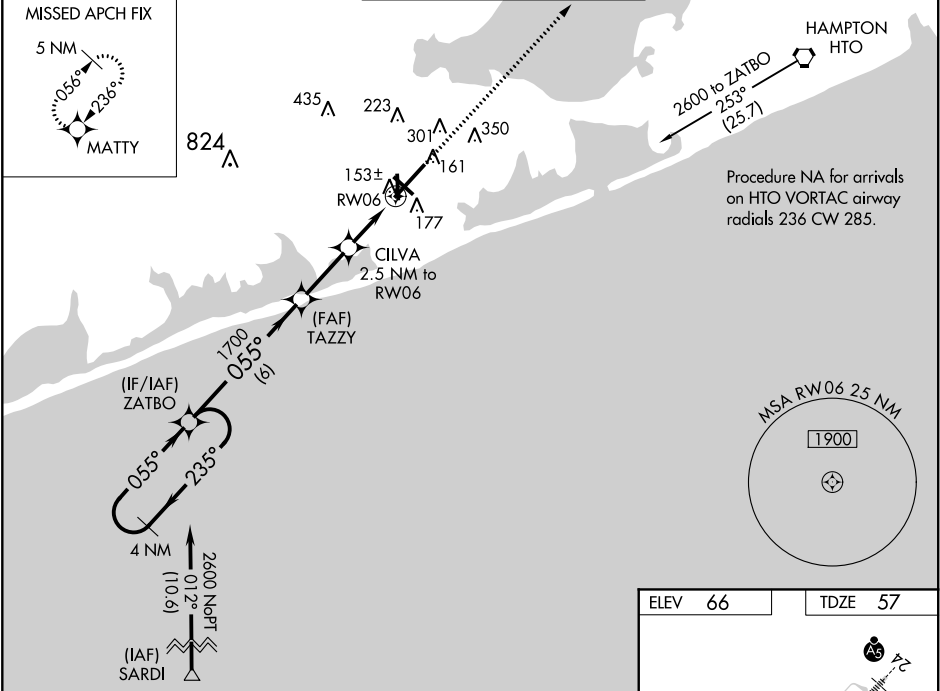 MISSED APCH FIX
5 NM
056°
236°
MATTY
HAMPTON
HTO
2600 to ZATBO
253°
(25.7)
824
435
223
301
350
161
153±
RW06
177
Procedure NA for arrivals
on HTO VORTAC airway
radials 236 CW 285.
CILVA
2.5 NM to
RW06
(FAF)
TAZZY
1700
055°
(6)
(IF/IAF)
ZATBO
055°
235°
4 NM
2600 NoPT
012°
(10.6)
(IAF)
SARDI
MSA RW06 25 NM
1900
ELEV 66
TDZE 57
A5
24